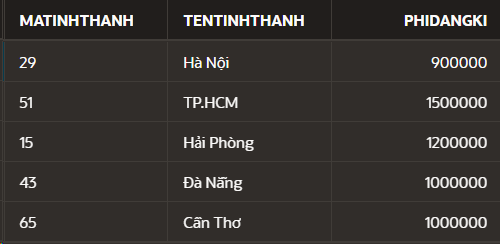 MATINHTHANH TENTINHTHANH PHIDANGKI
29 Hà Nội 900000
51 TP.HCM 1500000
15 Hải Phòng 1200000
43 Đà Nẵng 1000000
65 Cần Thơ 1000000